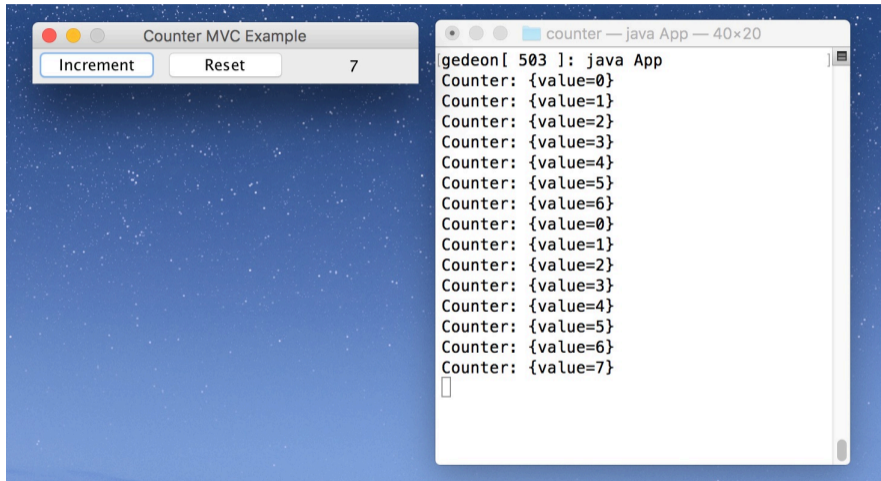 Counter MVC Example
Increment Reset 7
counter — java App — 40×20
[gedeon[ 503 ]: java App ]
Counter: {value=0}
Counter: {value=1}
Counter: {value=2}
Counter: {value=3}
Counter: {value=4}
Counter: {value=5}
Counter: {value=6}
Counter: {value=0}
Counter: {value=1}
Counter: {value=2}
Counter: {value=3}
Counter: {value=4}
Counter: {value=5}
Counter: {value=6}
Counter: {value=7}